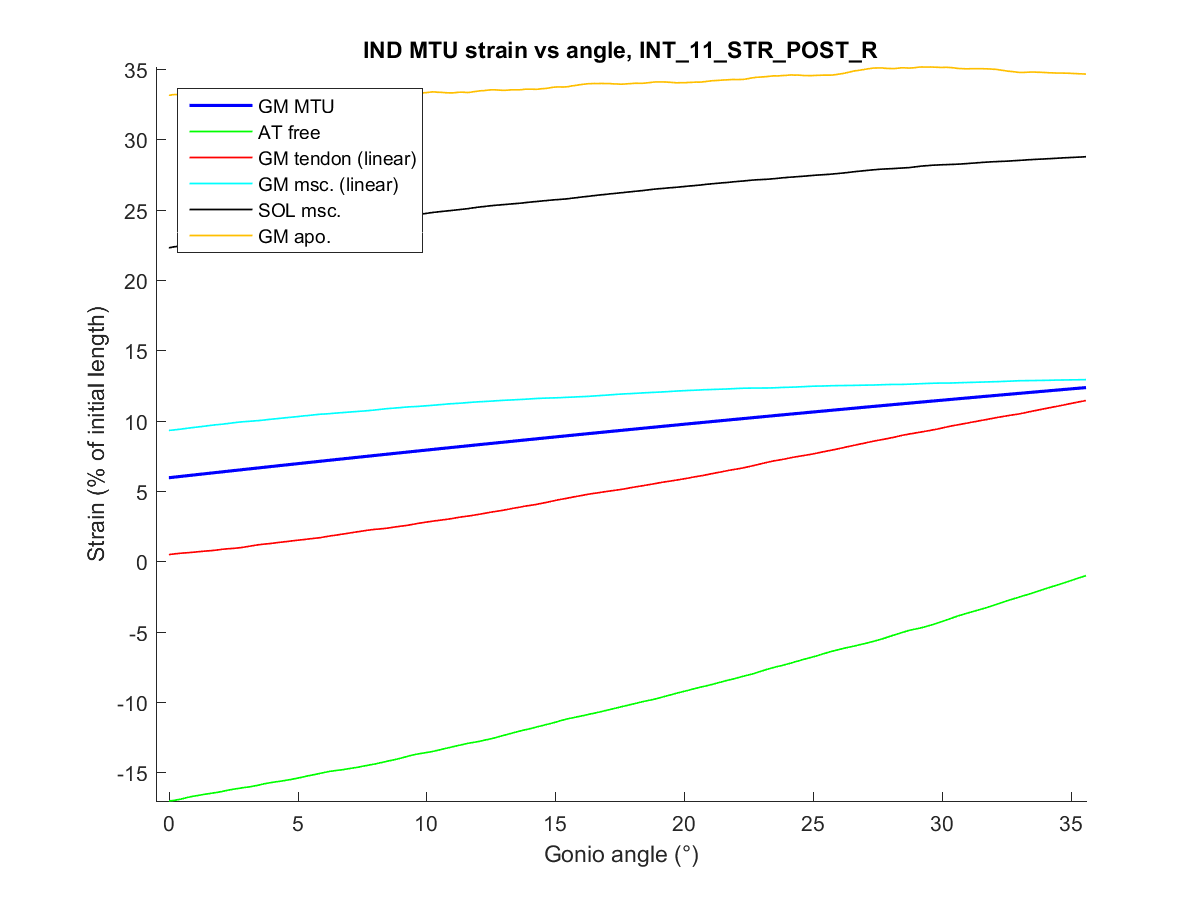 IND MTU strain vs angle, INT_11_STR_POST_R
35
30
25
20
15
10
5
0
-5
-10
-15
Strain (% of initial length)
GM MTU
AT free
GM tendon (linear)
GM msc. (linear)
SOL msc.
GM apo.
0 5 10 15 20 25 30 35
Gonio angle (°)